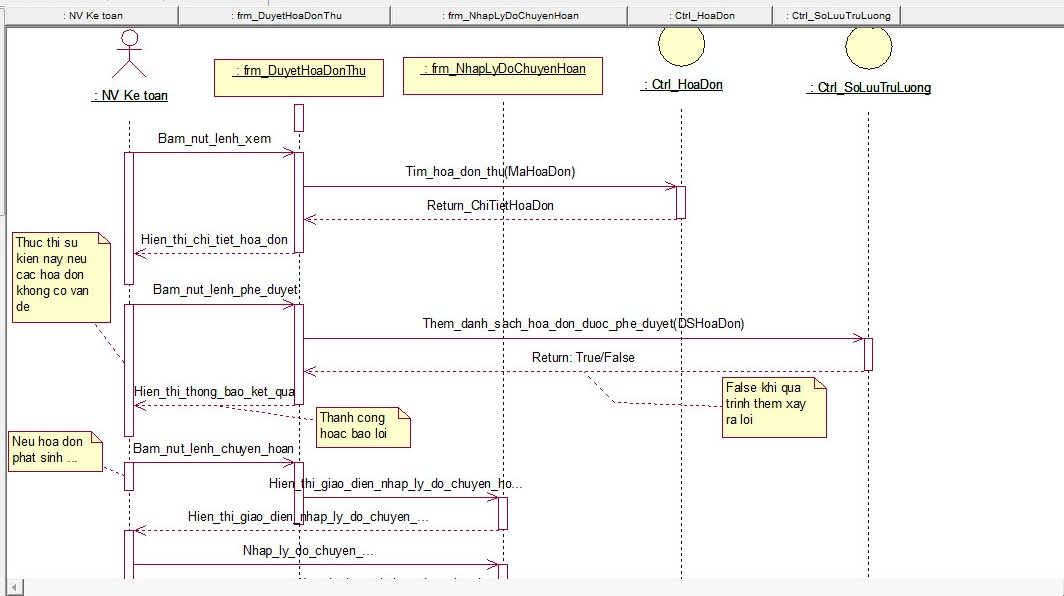 : NV Ke toan
: frm_DuyetHoaDonThu
: frm_NhapLyDoChuyenHoan
: Ctrl_HoaDon
: Ctrl_SoLuuTruLuong
: NV Ke toan
: frm_DuyetHoaDonThu
: frm_NhapLyDoChuyenHoan
: Ctrl_HoaDon
: Ctrl_SoLuuTruLuong
Bam_nut_lenh_xem
Tim_hoa_don_thu(MaHoaDon)
Return_ChiTietHoaDon
Hien_thi_chi_tiet_hoa_don
Thuc thi su
kien nay neu
cac hoa don
khong co van
de
Bam_nut_lenh_phe_duyet
Them_danh_sach_hoa_don_duoc_phe_duyet(DSHoaDon)
Return: True/False
Hien_thi_thong_bao_ket_qua
False khi qua
trinh them xay
ra loi
Thanh cong
hoac bao loi
Neu hoa don
phat sinh ...
Bam_nut_lenh_chuyen_hoan
Hien_thi_giao_dien_nhap_ly_do_chuyen_ho...
Hien_thi_giao_dien_nhap_ly_do_chuyen_...
Nhap_ly_do_chuyen_...